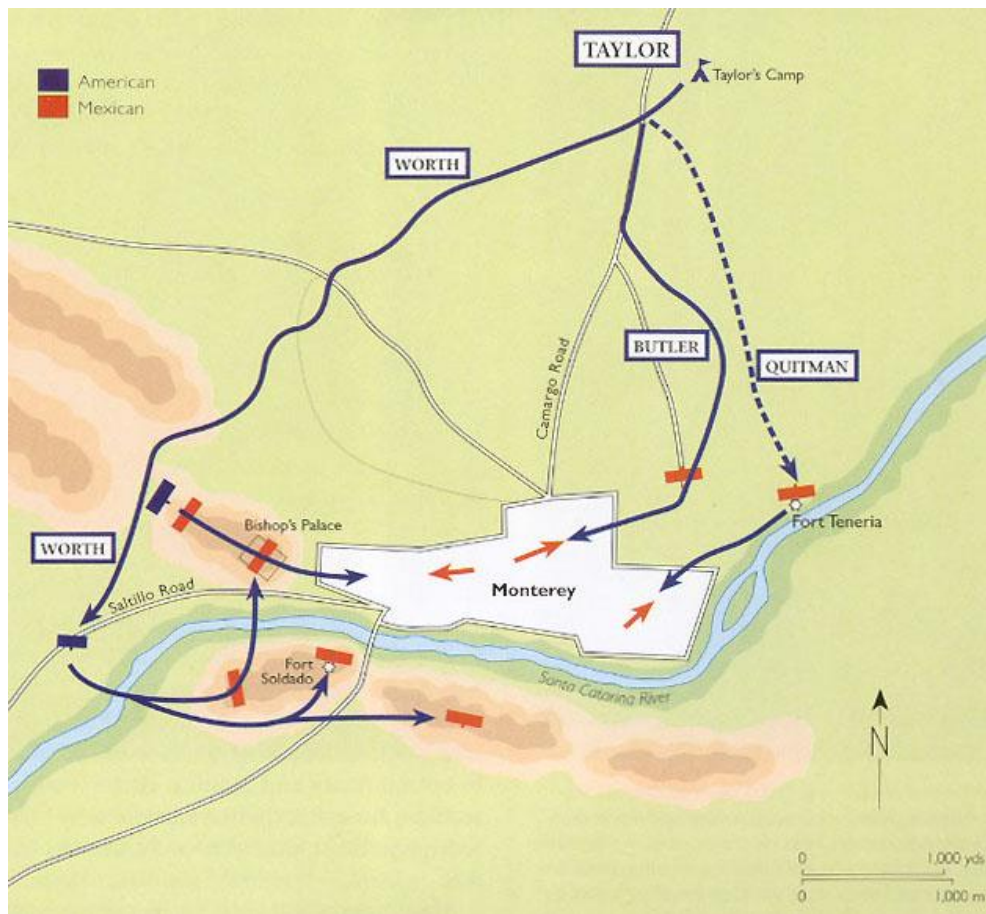 TAYLOR
Taylor's Camp
American
Mexican
WORTH
Camargo Road
BUTLER
QUITMAN
Bishop's Palace
Fort Teneria
WORTH
Saltillo Road
Monterey
Fort
Soldado
Santa Catarina River
N
0
1,000 yds
0
1,000 m